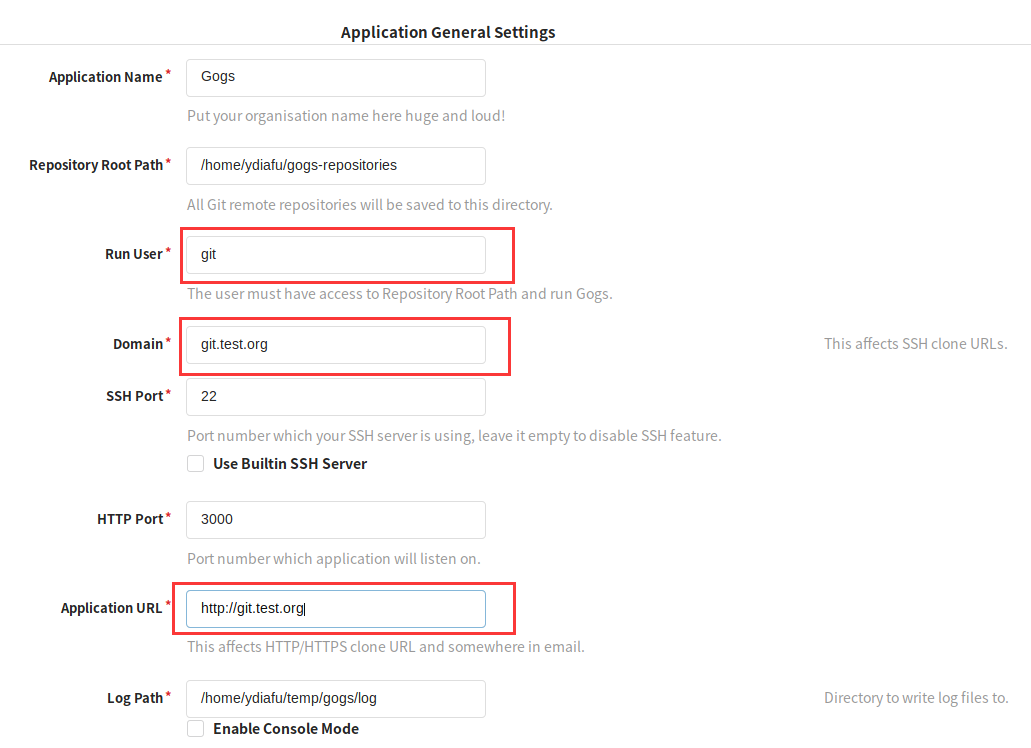 Application General Settings
Application Name* Gogs
Put your organisation name here huge and loud!
Repository Root Path* /home/ydiafu/gogs-repositories
All Git remote repositories will be saved to this directory.
Run User* git
The user must have access to Repository Root Path and run Gogs.
Domain* git.test.org This affects SSH clone URLs.
SSH Port* 22
Port number which your SSH server is using, leave it empty to disable SSH feature.
Use Builtin SSH Server
HTTP Port* 3000
Port number which application will listen on.
Application URL* http://git.test.org
This affects HTTP/HTTPS clone URL and somewhere in email.
Log Path* /home/ydiafu/temp/gogs/log Directory to write log files to.
Enable Console Mode